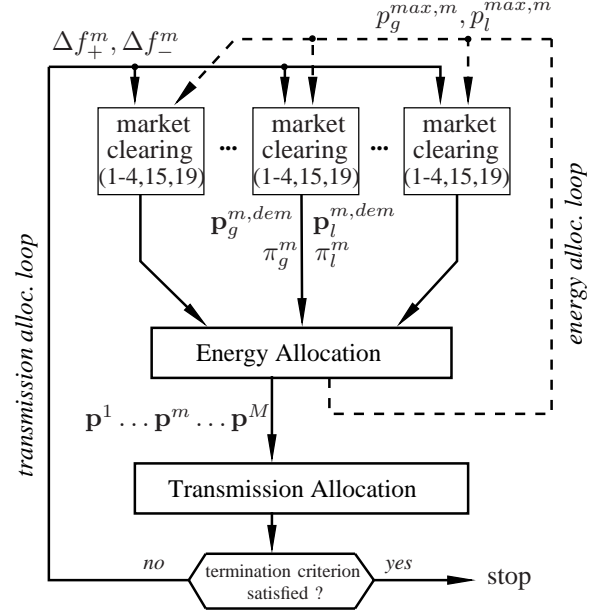 p_g^{max,m}, p_l^{max,m}
Δf_+^m, Δf_-^m
market clearing (1-4,15,19)
...
market clearing (1-4,15,19)
...
market clearing (1-4,15,19)
p_g^{m,dem} p_l^{m,dem}
π_g^m π_l^m
transmission alloc. loop
energy alloc. loop
Energy Allocation
p^1 … p^m … p^M
Transmission Allocation
no
termination criterion
satisfied ?
yes
stop